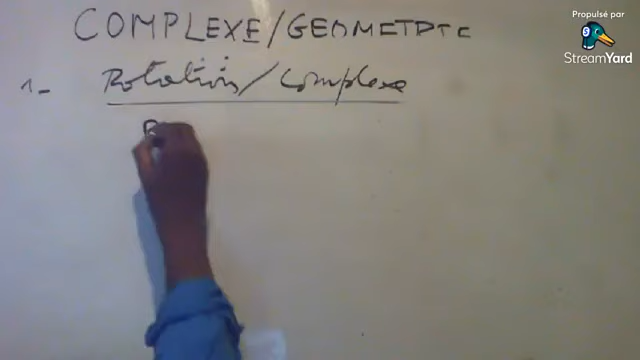 COMPLEXE/GEOMETRIE
1- Rotation/Complexe
Propulsé par
StreamYard